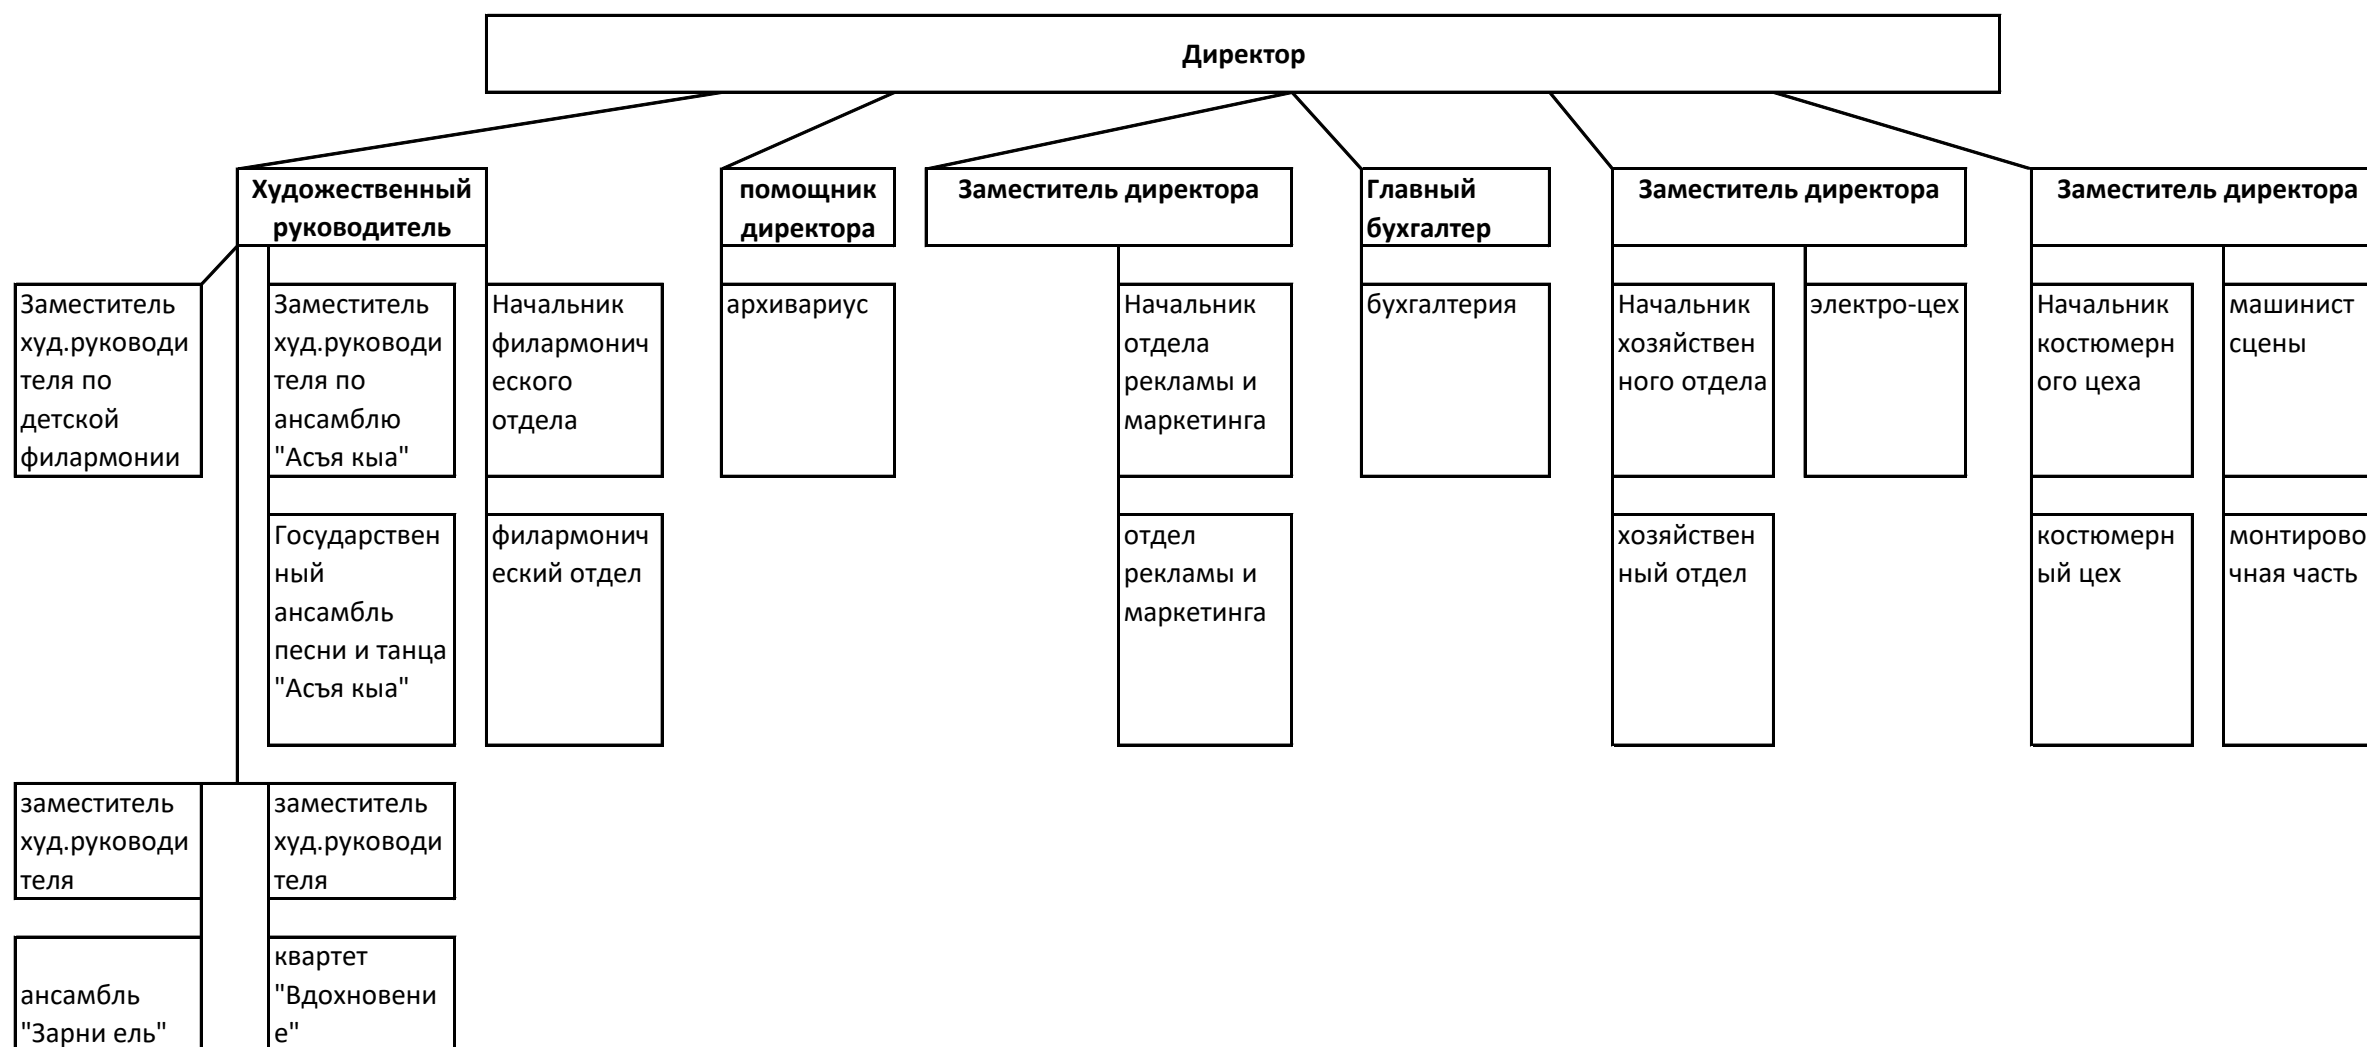 Директор
Художественный
руководитель
помощник
директора
Заместитель директора
Главный
бухгалтер
Заместитель директора
Заместитель директора
Заместитель
худ.руководи
теля по
детской
филармонии
Заместитель
худ.руководи
теля по
ансамблю
"Асъя кыа"
Начальник
филармонич
еского
отдела
архивариус
Начальник
отдела
рекламы и
маркетинга
бухгалтерия
Начальник
хозяйствен
ного отдела
электро-цех
Начальник
костюмерн
ого цеха
машинист
сцены
Государствен
ный
ансамбль
песни и танца
"Асъя кыа"
филармонич
еский отдел
отдел
рекламы и
маркетинга
хозяйствен
ный отдел
костюмерн
ый цех
монтирово
чная часть
заместитель
худ.руководи
теля
заместитель
худ.руководи
теля
ансамбль
"Зарни ель"
квартет
"Вдохновени
е"